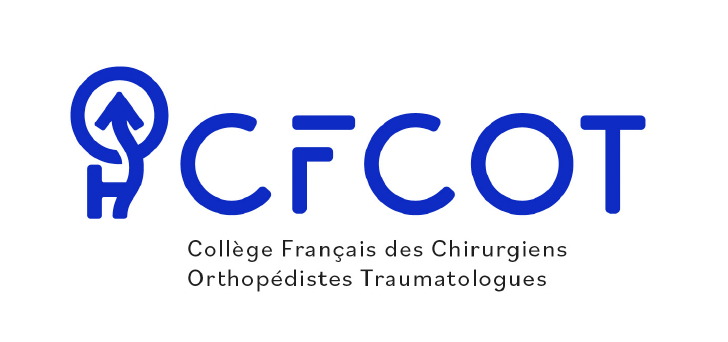 CFCOT
Collège Français des Chirurgiens
Orthopédistes Traumatologues